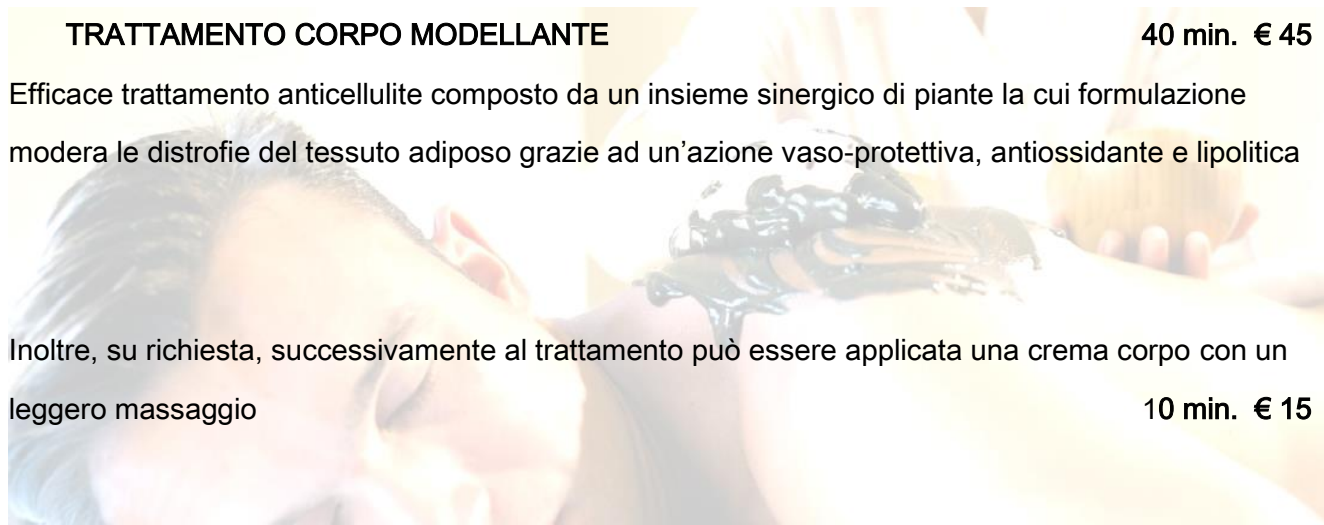 TRATTAMENTO CORPO MODELLANTE 40 min. € 45
Efficace trattamento anticellulite composto da un insieme sinergico di piante la cui formulazione
modera le distrofie del tessuto adiposo grazie ad un’azione vaso-protettiva, antiossidante e lipolitica
Inoltre, su richiesta, successivamente al trattamento può essere applicata una crema corpo con un
leggero massaggio 10 min. € 15